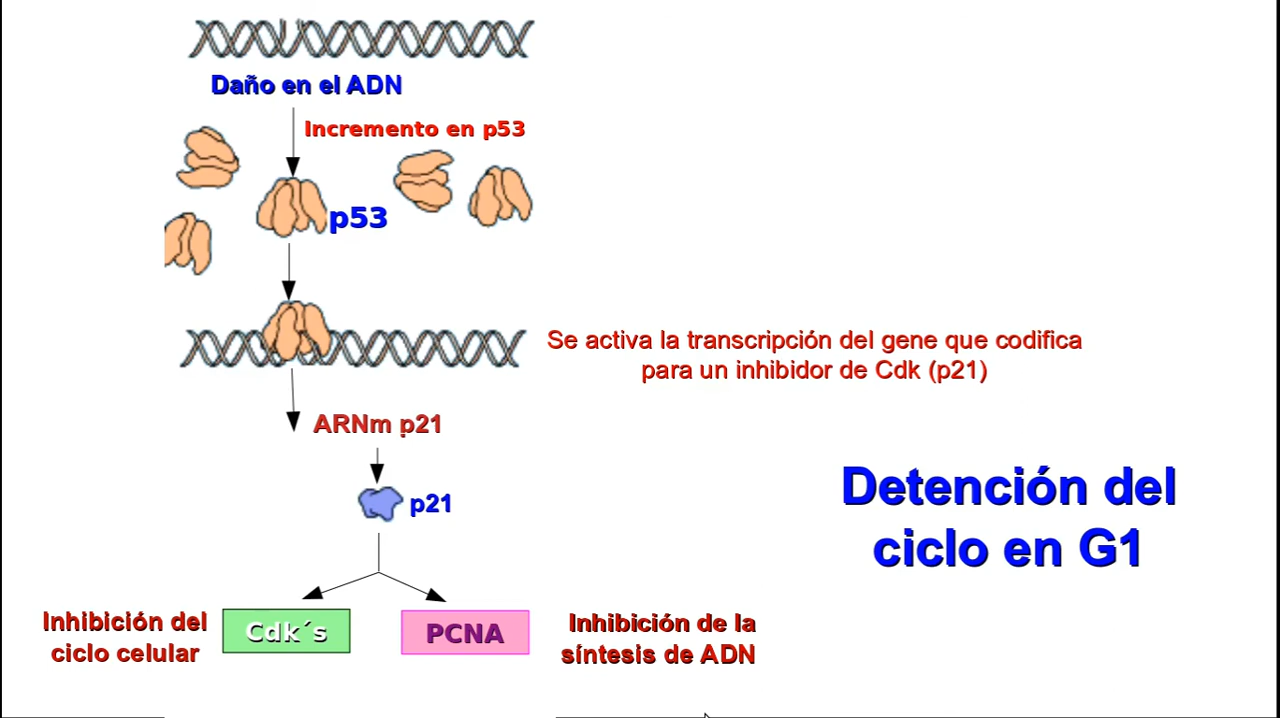 Daño en el ADN
Incremento en p53
p53
Se activa la transcripción del gene que codifica
para un inhibidor de Cdk (p21)
ARNm p21
p21
Detención del
ciclo en G1
Inhibición del
ciclo celular
Cdk´s
PCNA
Inhibición de la
síntesis de ADN